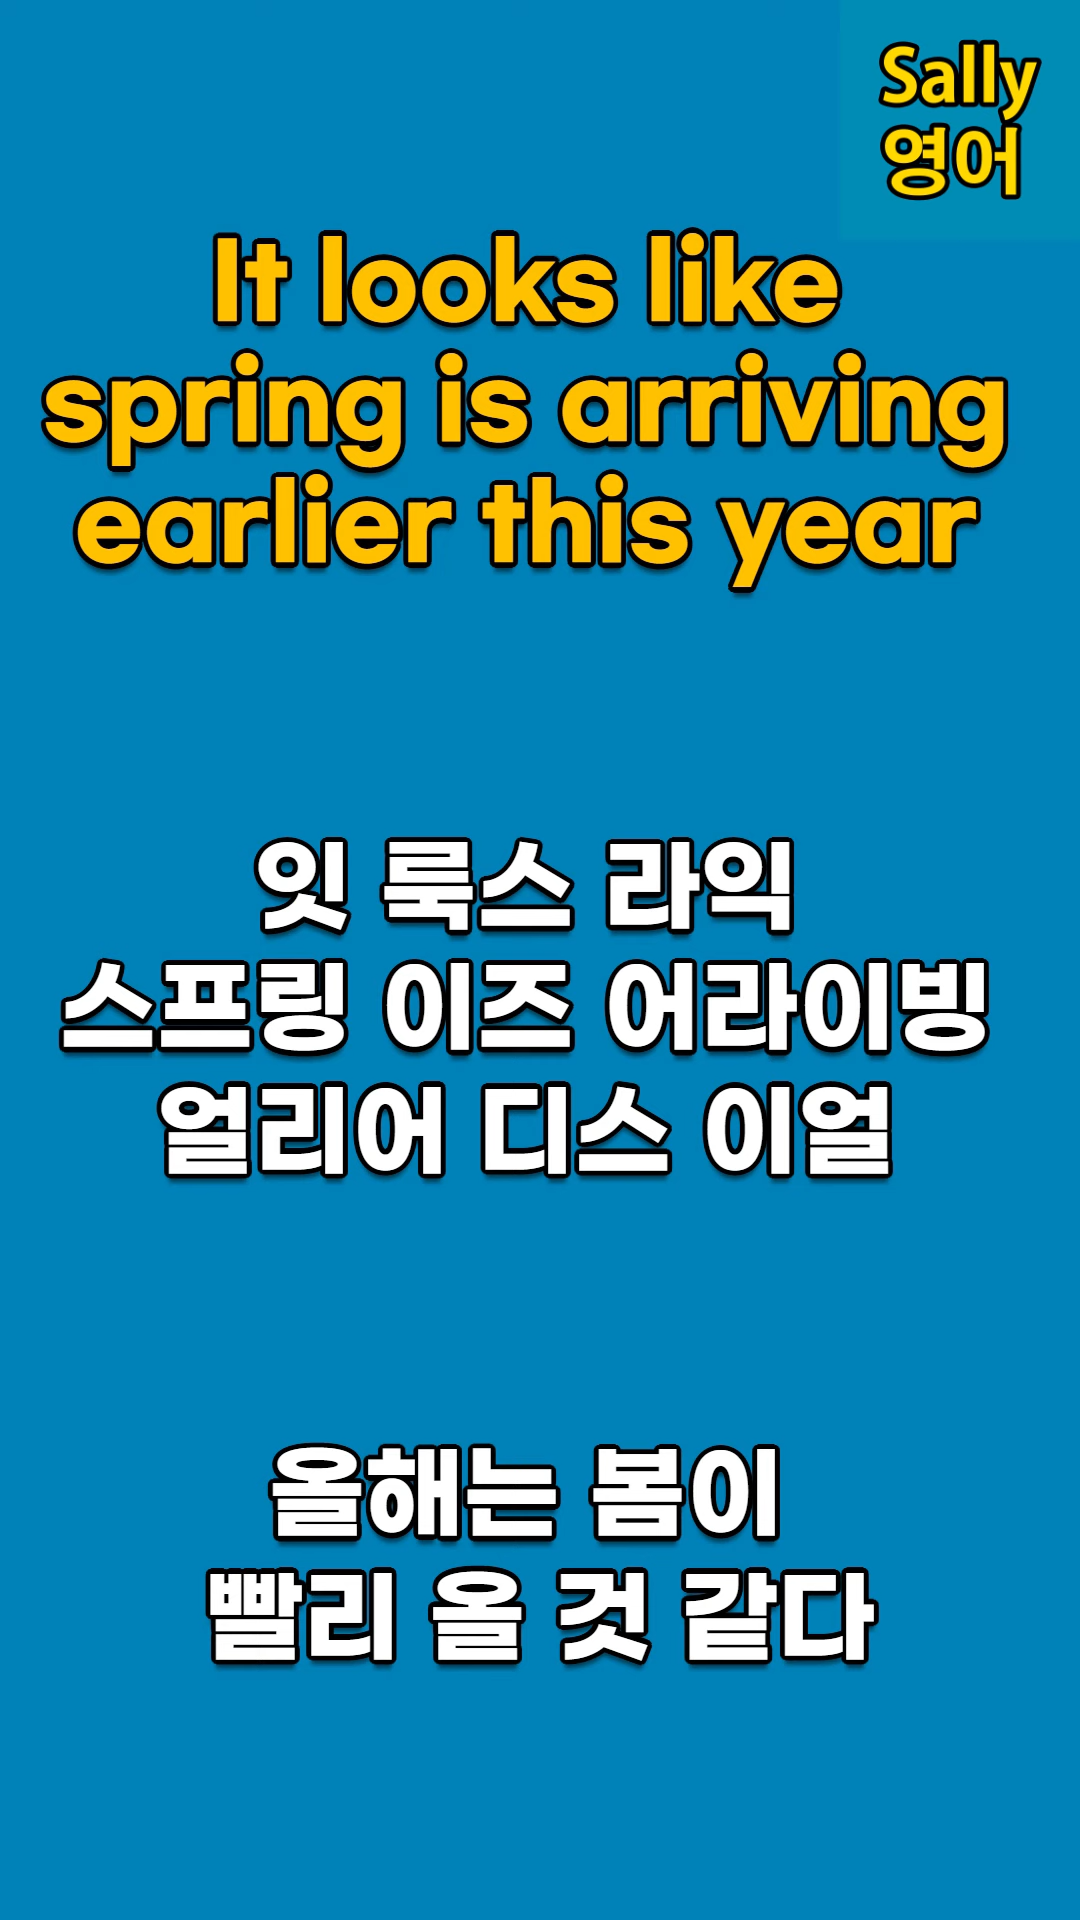 Sally
영어
It looks like
spring is arriving
earlier this year
잇 룩스 라익
스프링 이즈 어라이빙
얼리어 디스 이얼
올해는 봄이
빨리 올 것 같다